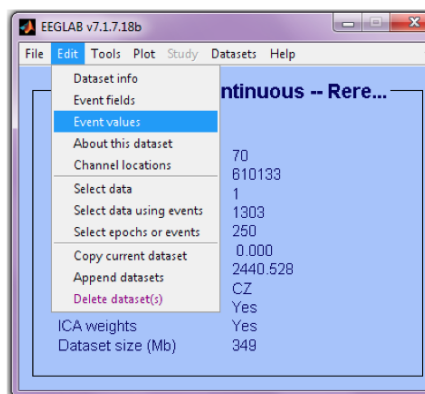 EEGLAB v7.1.7.18b
File Edit Tools Plot Study Datasets Help
Dataset info
Event fields
Event values
About this dataset
Channel locations
Select data
Select data using events
Select epochs or events
Copy current dataset
Append datasets
Delete dataset(s)
ntinuous -- Rere...
70
610133
1
1303
250
0.000
2440.528
CZ
Yes
ICA weights Yes
Dataset size (Mb) 349